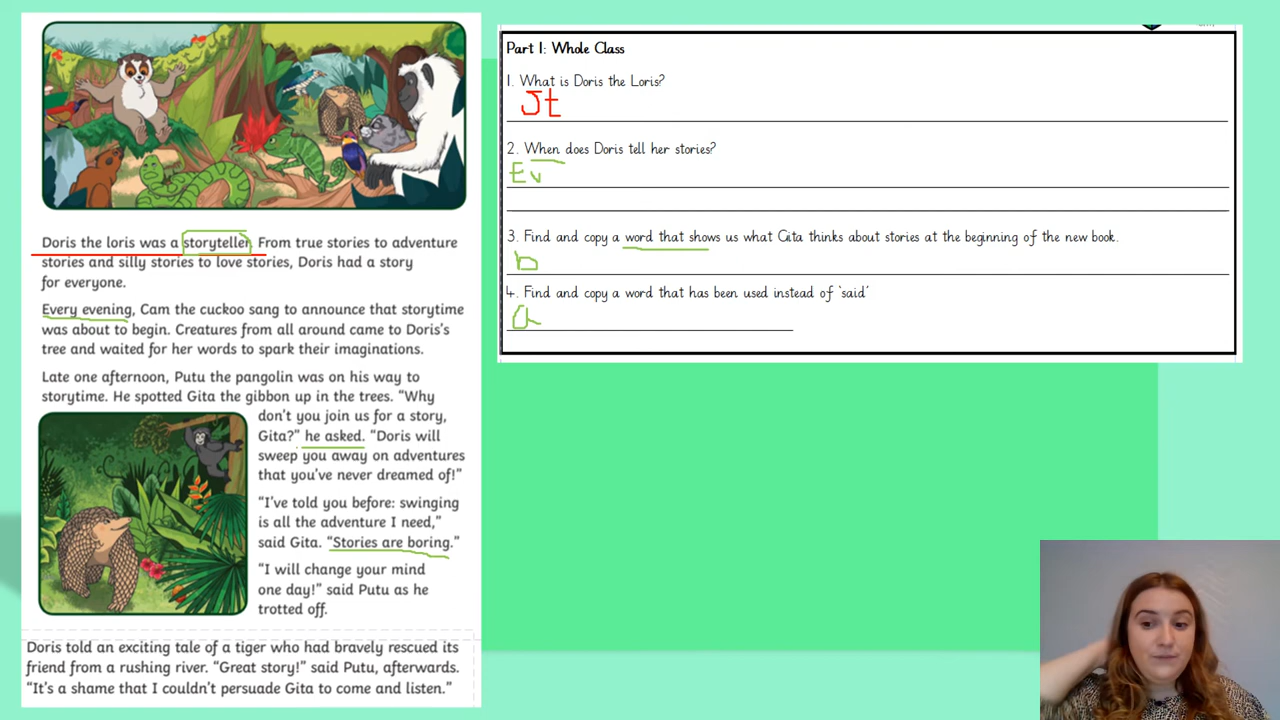 Doris the loris was a storyteller. From true stories to adventure
stories and silly stories to love stories, Doris had a story
for everyone.
Every evening, Cam the cuckoo sang to announce that storytime
was about to begin. Creatures from all around came to Doris's
tree and waited for her words to spark their imaginations.
Late one afternoon, Putu the pangolin was on his way to
storytime. He spotted Gita the gibbon up in the trees. “Why
don't you join us for a story,
Gita?” he asked. “Doris will
sweep you away on adventures
that you've never dreamed of!”
“I've told you before: swinging
is all the adventure I need,”
said Gita. “Stories are boring.”
“I will change your mind
one day!” said Putu as he
trotted off.
Doris told an exciting tale of a tiger who had bravely rescued its
friend from a rushing river. “Great story!” said Putu, afterwards.
“It's a shame that I couldn't persuade Gita to come and listen.”
Part 1: Whole Class
1. What is Doris the Loris?
St
2. When does Doris tell her stories?
Ev
3. Find and copy a word that shows us what Gita thinks about stories at the beginning of the new book.
b
4. Find and copy a word that has been used instead of 'said'
a